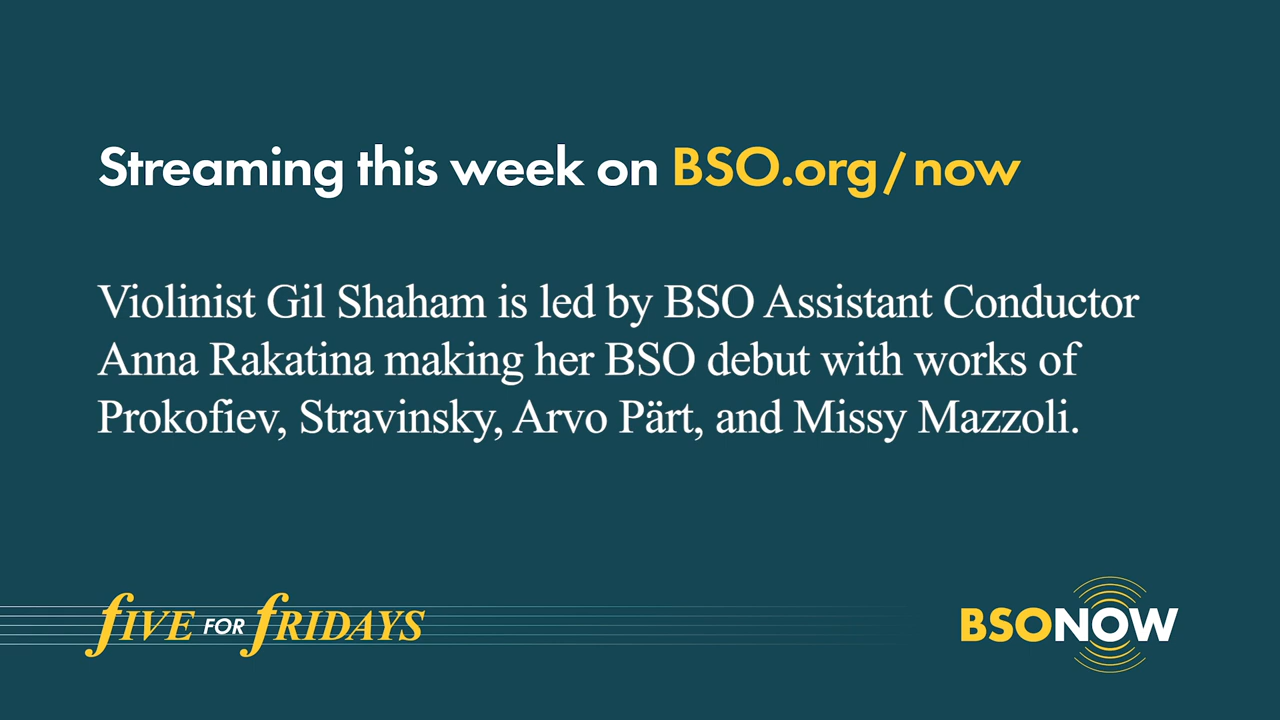 Streaming this week on BSO.org/now
Violinist Gil Shaham is led by BSO Assistant Conductor
Anna Rakatina making her BSO debut with works of
Prokofiev, Stravinsky, Arvo Pärt, and Missy Mazzoli.
fIVE FOR fRIDAYS
BSONOW